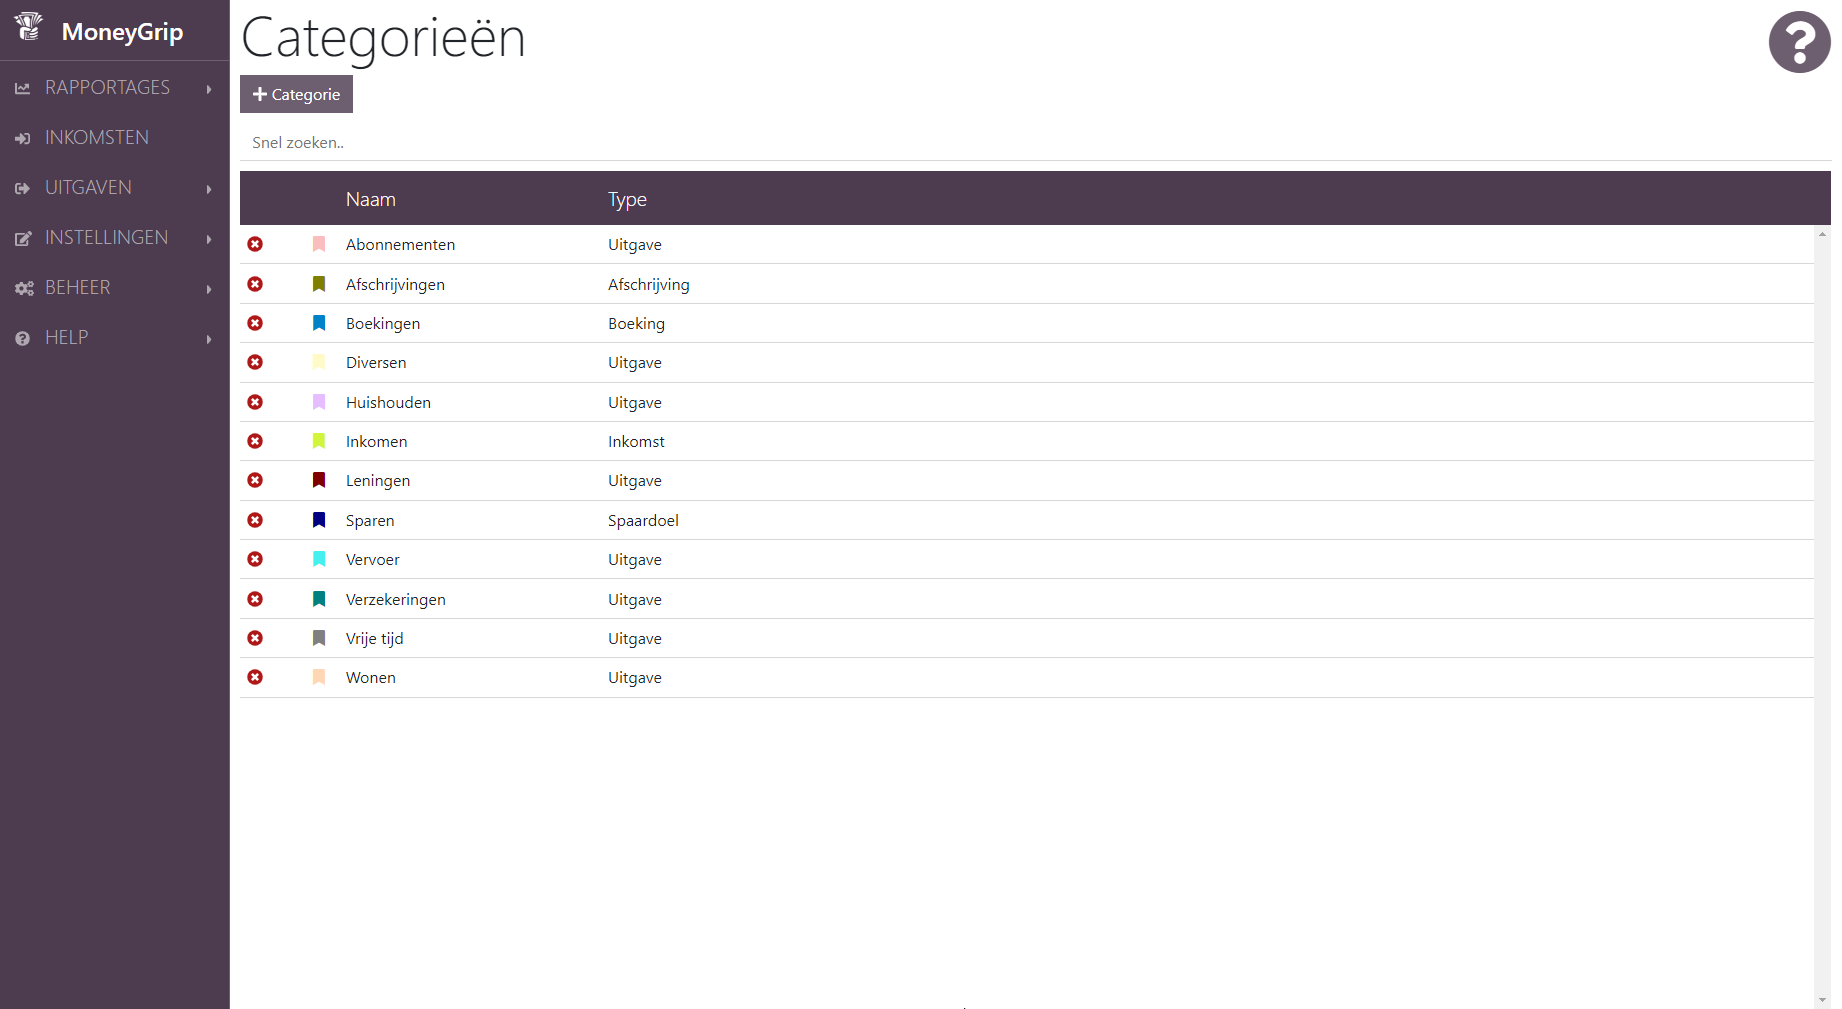 MoneyGrip
RAPPORTAGES
INKOMSTEN
UITGAVEN
INSTELLINGEN
BEHEER
HELP
Categorieën
Categorie
Snel zoeken..
Naam Type
Abonnementen Uitgave
Afschrijvingen Afschrijving
Boekingen Boeking
Diversen Uitgave
Huishouden Uitgave
Inkomen Inkomst
Leningen Uitgave
Sparen Spaardoel
Vervoer Uitgave
Verzekeringen Uitgave
Vrije tijd Uitgave
Wonen Uitgave